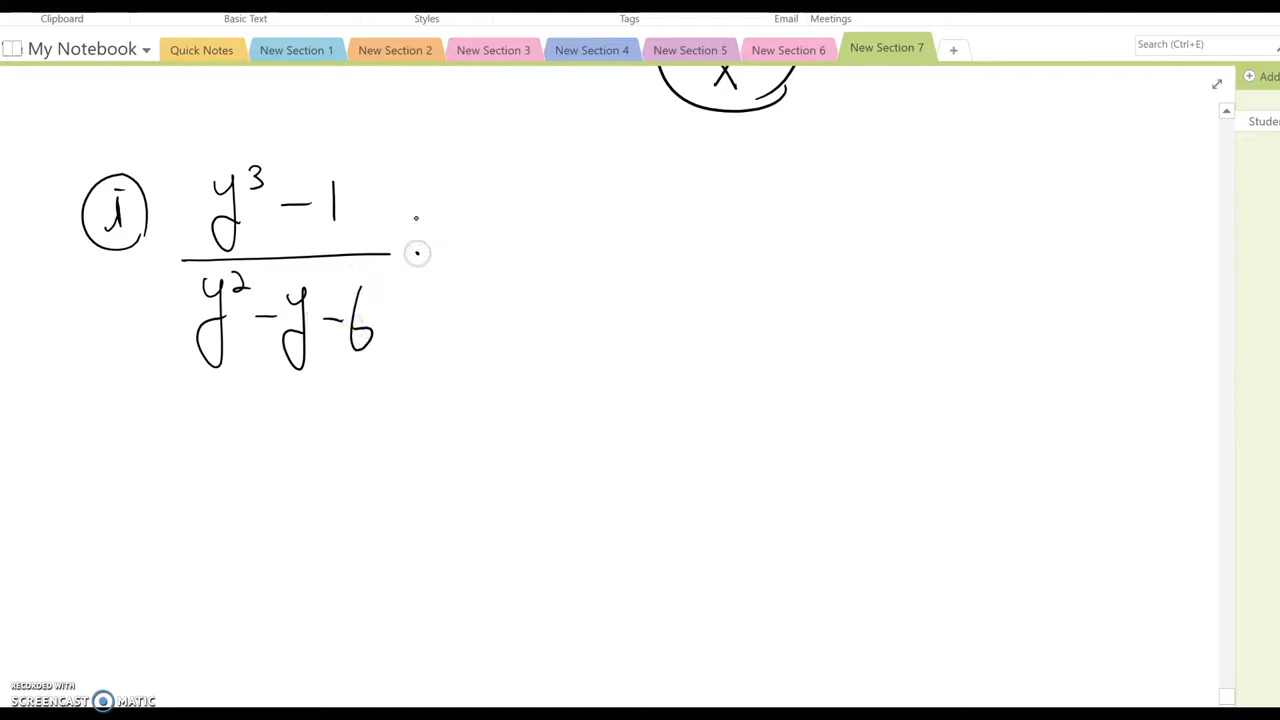 Clipboard Basic Text Styles Tags Email Meetings
My Notebook Quick Notes New Section 1 New Section 2 New Section 3 New Section 4 New Section 5 New Section 6 New Section 7 + Search (Ctrl+E)
Add
Studen
x
i y³ - 1
y² - y - 6
RECORDED WITH
SCREENCAST MATIC